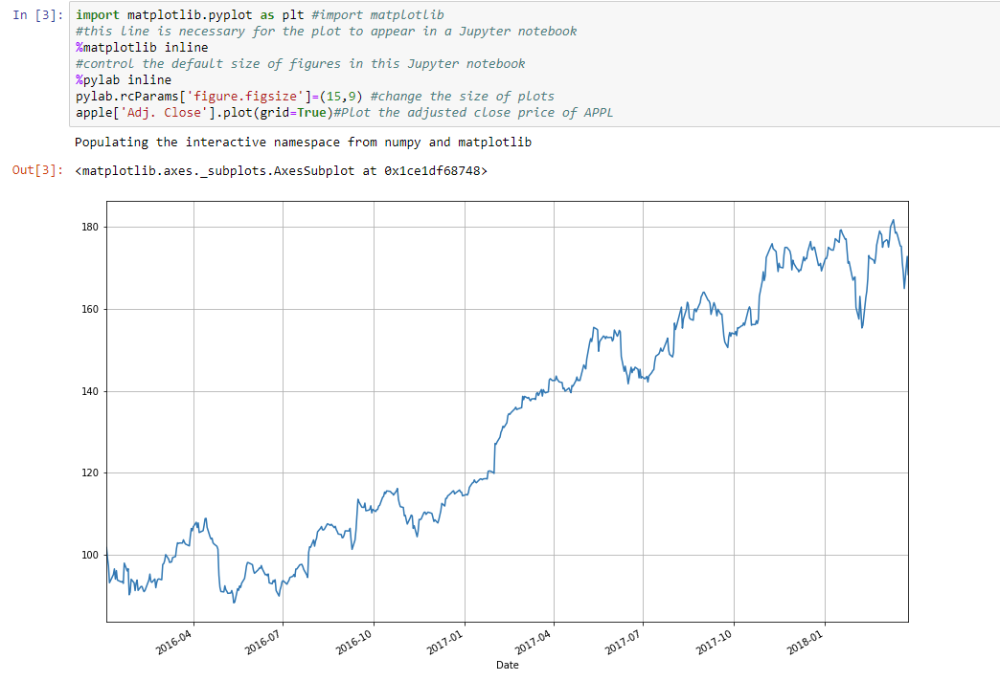 In [3]: import matplotlib.pyplot as plt #import matplotlib
#this line is necessary for the plot to appear in a Jupyter notebook
%matplotlib inline
#control the default size of figures in this Jupyter notebook
%pylab inline
pylab.rcParams['figure.figsize']=(15,9) #change the size of plots
apple['Adj. Close'].plot(grid=True)#Plot the adjusted close price of APPL
Populating the interactive namespace from numpy and matplotlib
Out[3]: <matplotlib.axes._subplots.AxesSubplot at 0x1ce1df68748>
180
160
140
120
100
2016-04 2016-07 2016-10 2017-01 2017-04 2017-07 2017-10 2018-01
Date